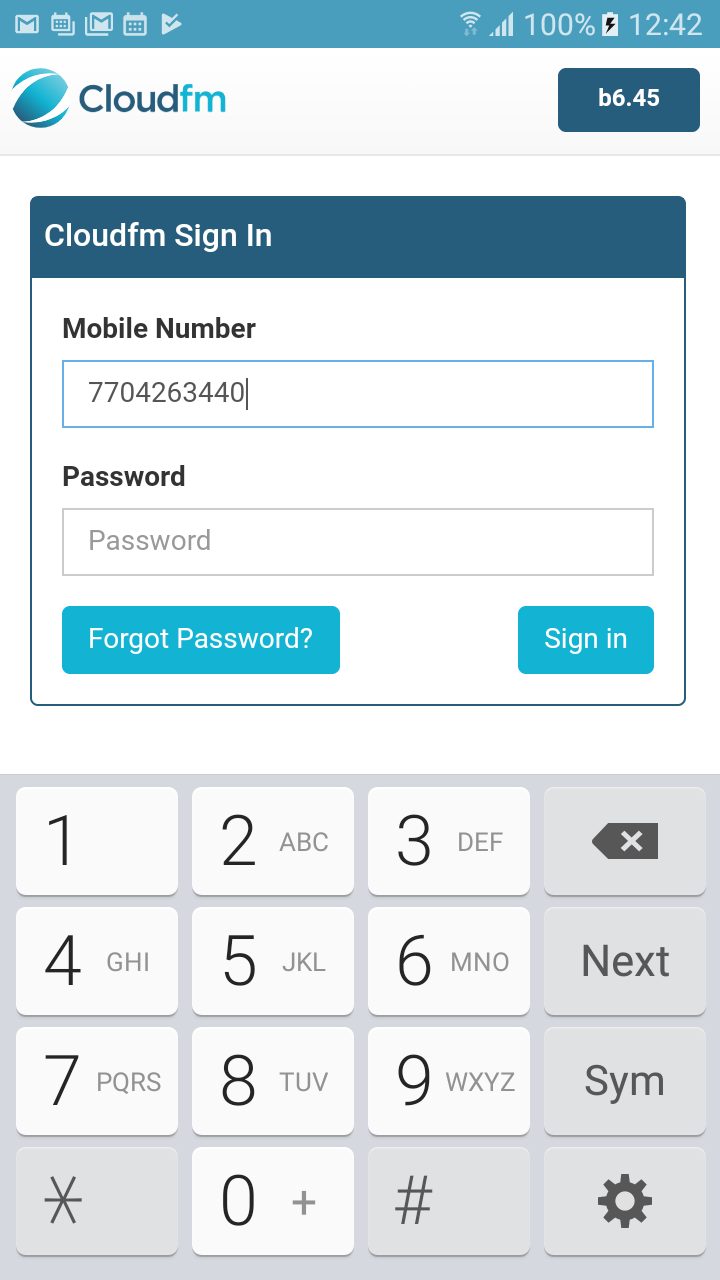 100% 12:42
Cloudfm
b6.45
Cloudfm Sign In
Mobile Number
7704263440
Password
Password
Forgot Password? Sign in
1 2 ABC 3 DEF
4 GHI 5 JKL 6 MNO Next
7 PQRS 8 TUV 9 WXYZ Sym
* 0 + #